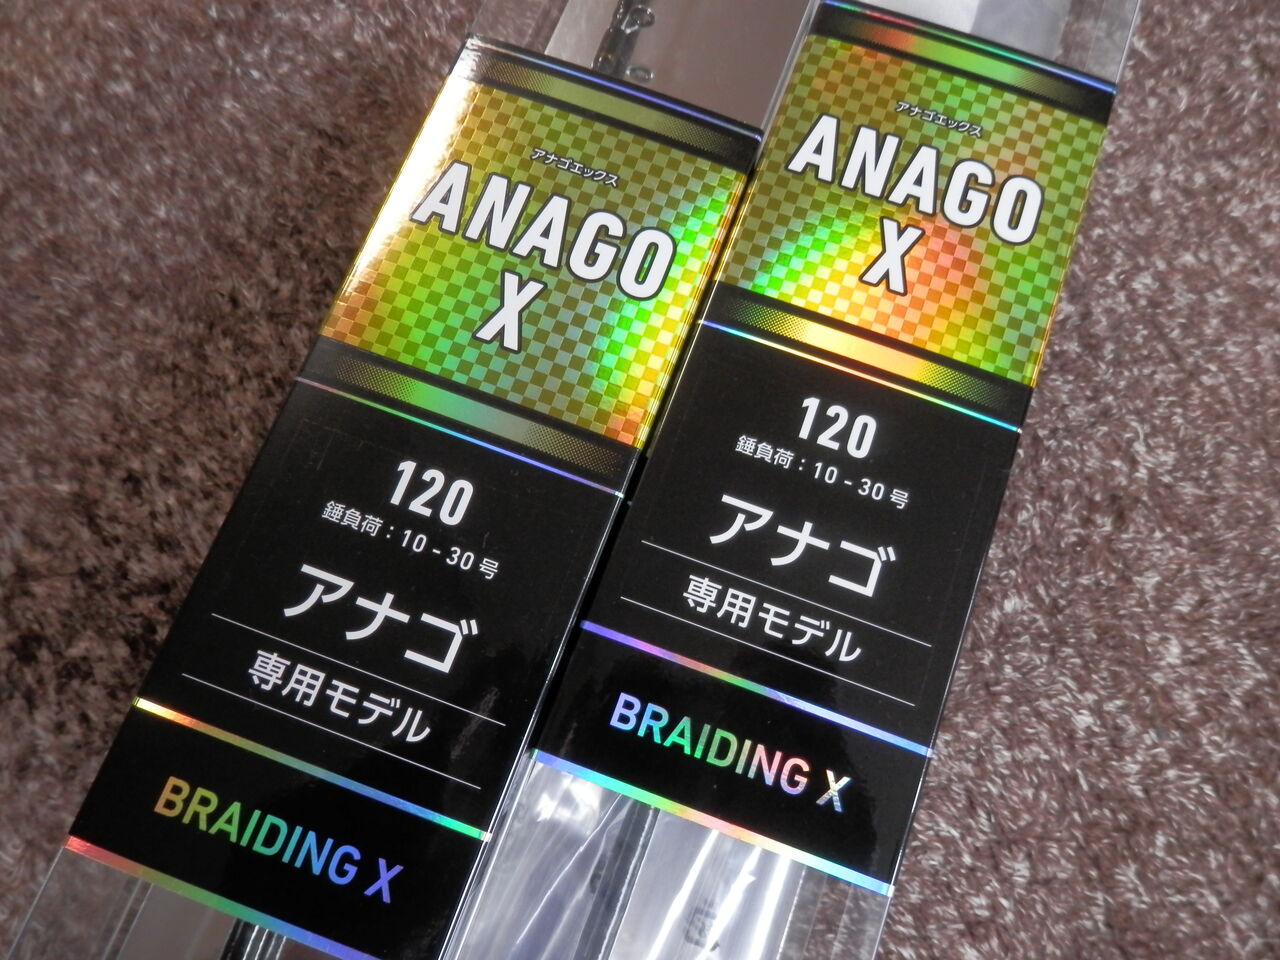 アナゴエックス
ANAGO
X
120
錘負荷：10-30号
アナゴ
専用モデル
BRAIDING X
アナゴエックス
ANAGO
X
120
錘負荷：10-30号
アナゴ
専用モデル
BRAIDING X